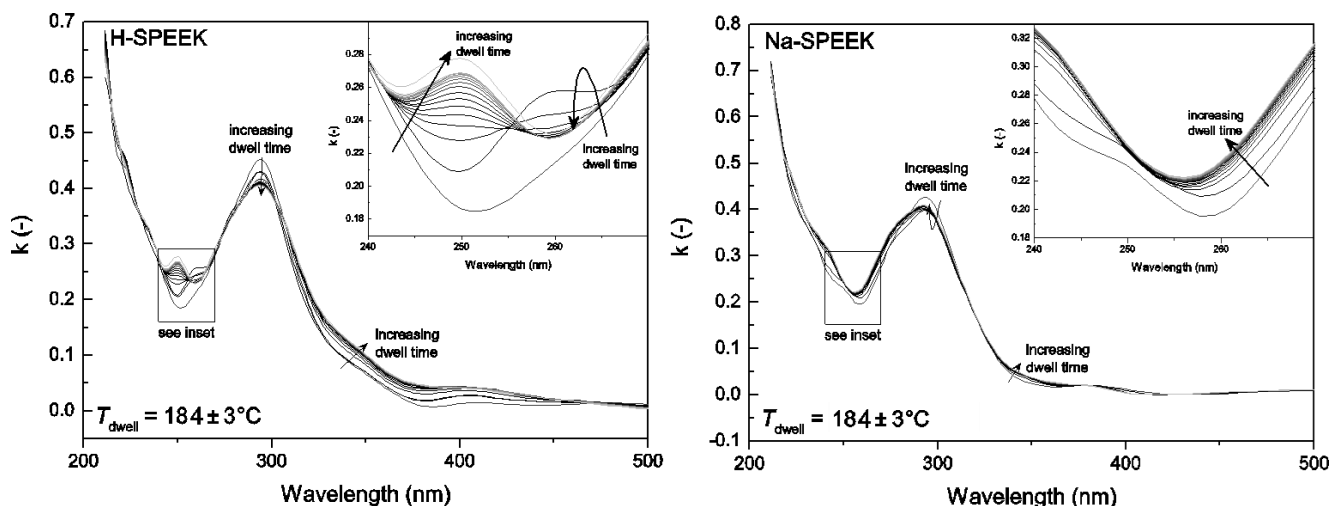 H-SPEEK
0.7
0.6
0.5
0.4
0.3
0.2
0.1
0.0
k (-)
200
300
400
500
Wavelength (nm)
increasing
dwell time
see inset
Increasing
dwell time
Tdwell = 184 ± 3°C
0.28
0.26
0.24
0.22
0.20
0.18
k (-)
240
250
260
Wavelength (nm)
increasing
dwell time
Increasing
dwell time
Na-SPEEK
0.8
0.7
0.6
0.5
0.4
0.3
0.2
0.1
0.0
-0.1
k (-)
200
300
400
500
Wavelength (nm)
Increasing
dwell time
see inset
Increasing
dwell time
Tdwell = 184 ± 3°C
0.32
0.30
0.28
0.26
0.24
0.22
0.20
0.18
k (-)
240
250
260
Wavelength (nm)
increasing
dwell time